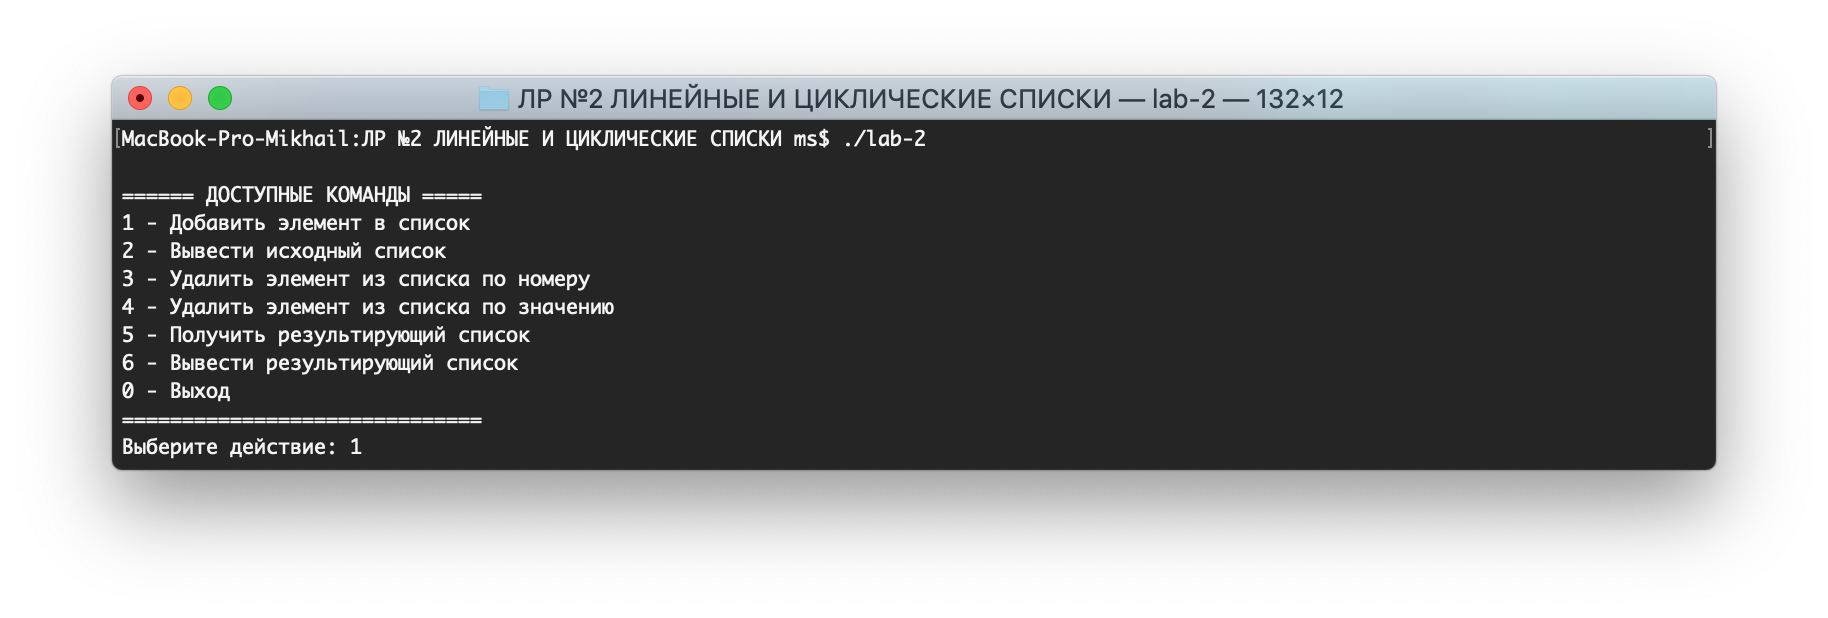 ЛР №2 ЛИНЕЙНЫЕ И ЦИКЛИЧЕСКИЕ СПИСКИ — lab-2 — 132×12
[MacBook-Pro-Mikhail:ЛР №2 ЛИНЕЙНЫЕ И ЦИКЛИЧЕСКИЕ СПИСКИ ms$ ./lab-2 ]
====== ДОСТУПНЫЕ КОМАНДЫ =====
1 - Добавить элемент в список
2 - Вывести исходный список
3 - Удалить элемент из списка по номеру
4 - Удалить элемент из списка по значению
5 - Получить результирующий список
6 - Вывести результирующий список
0 - Выход
==============================
Выберите действие: 1